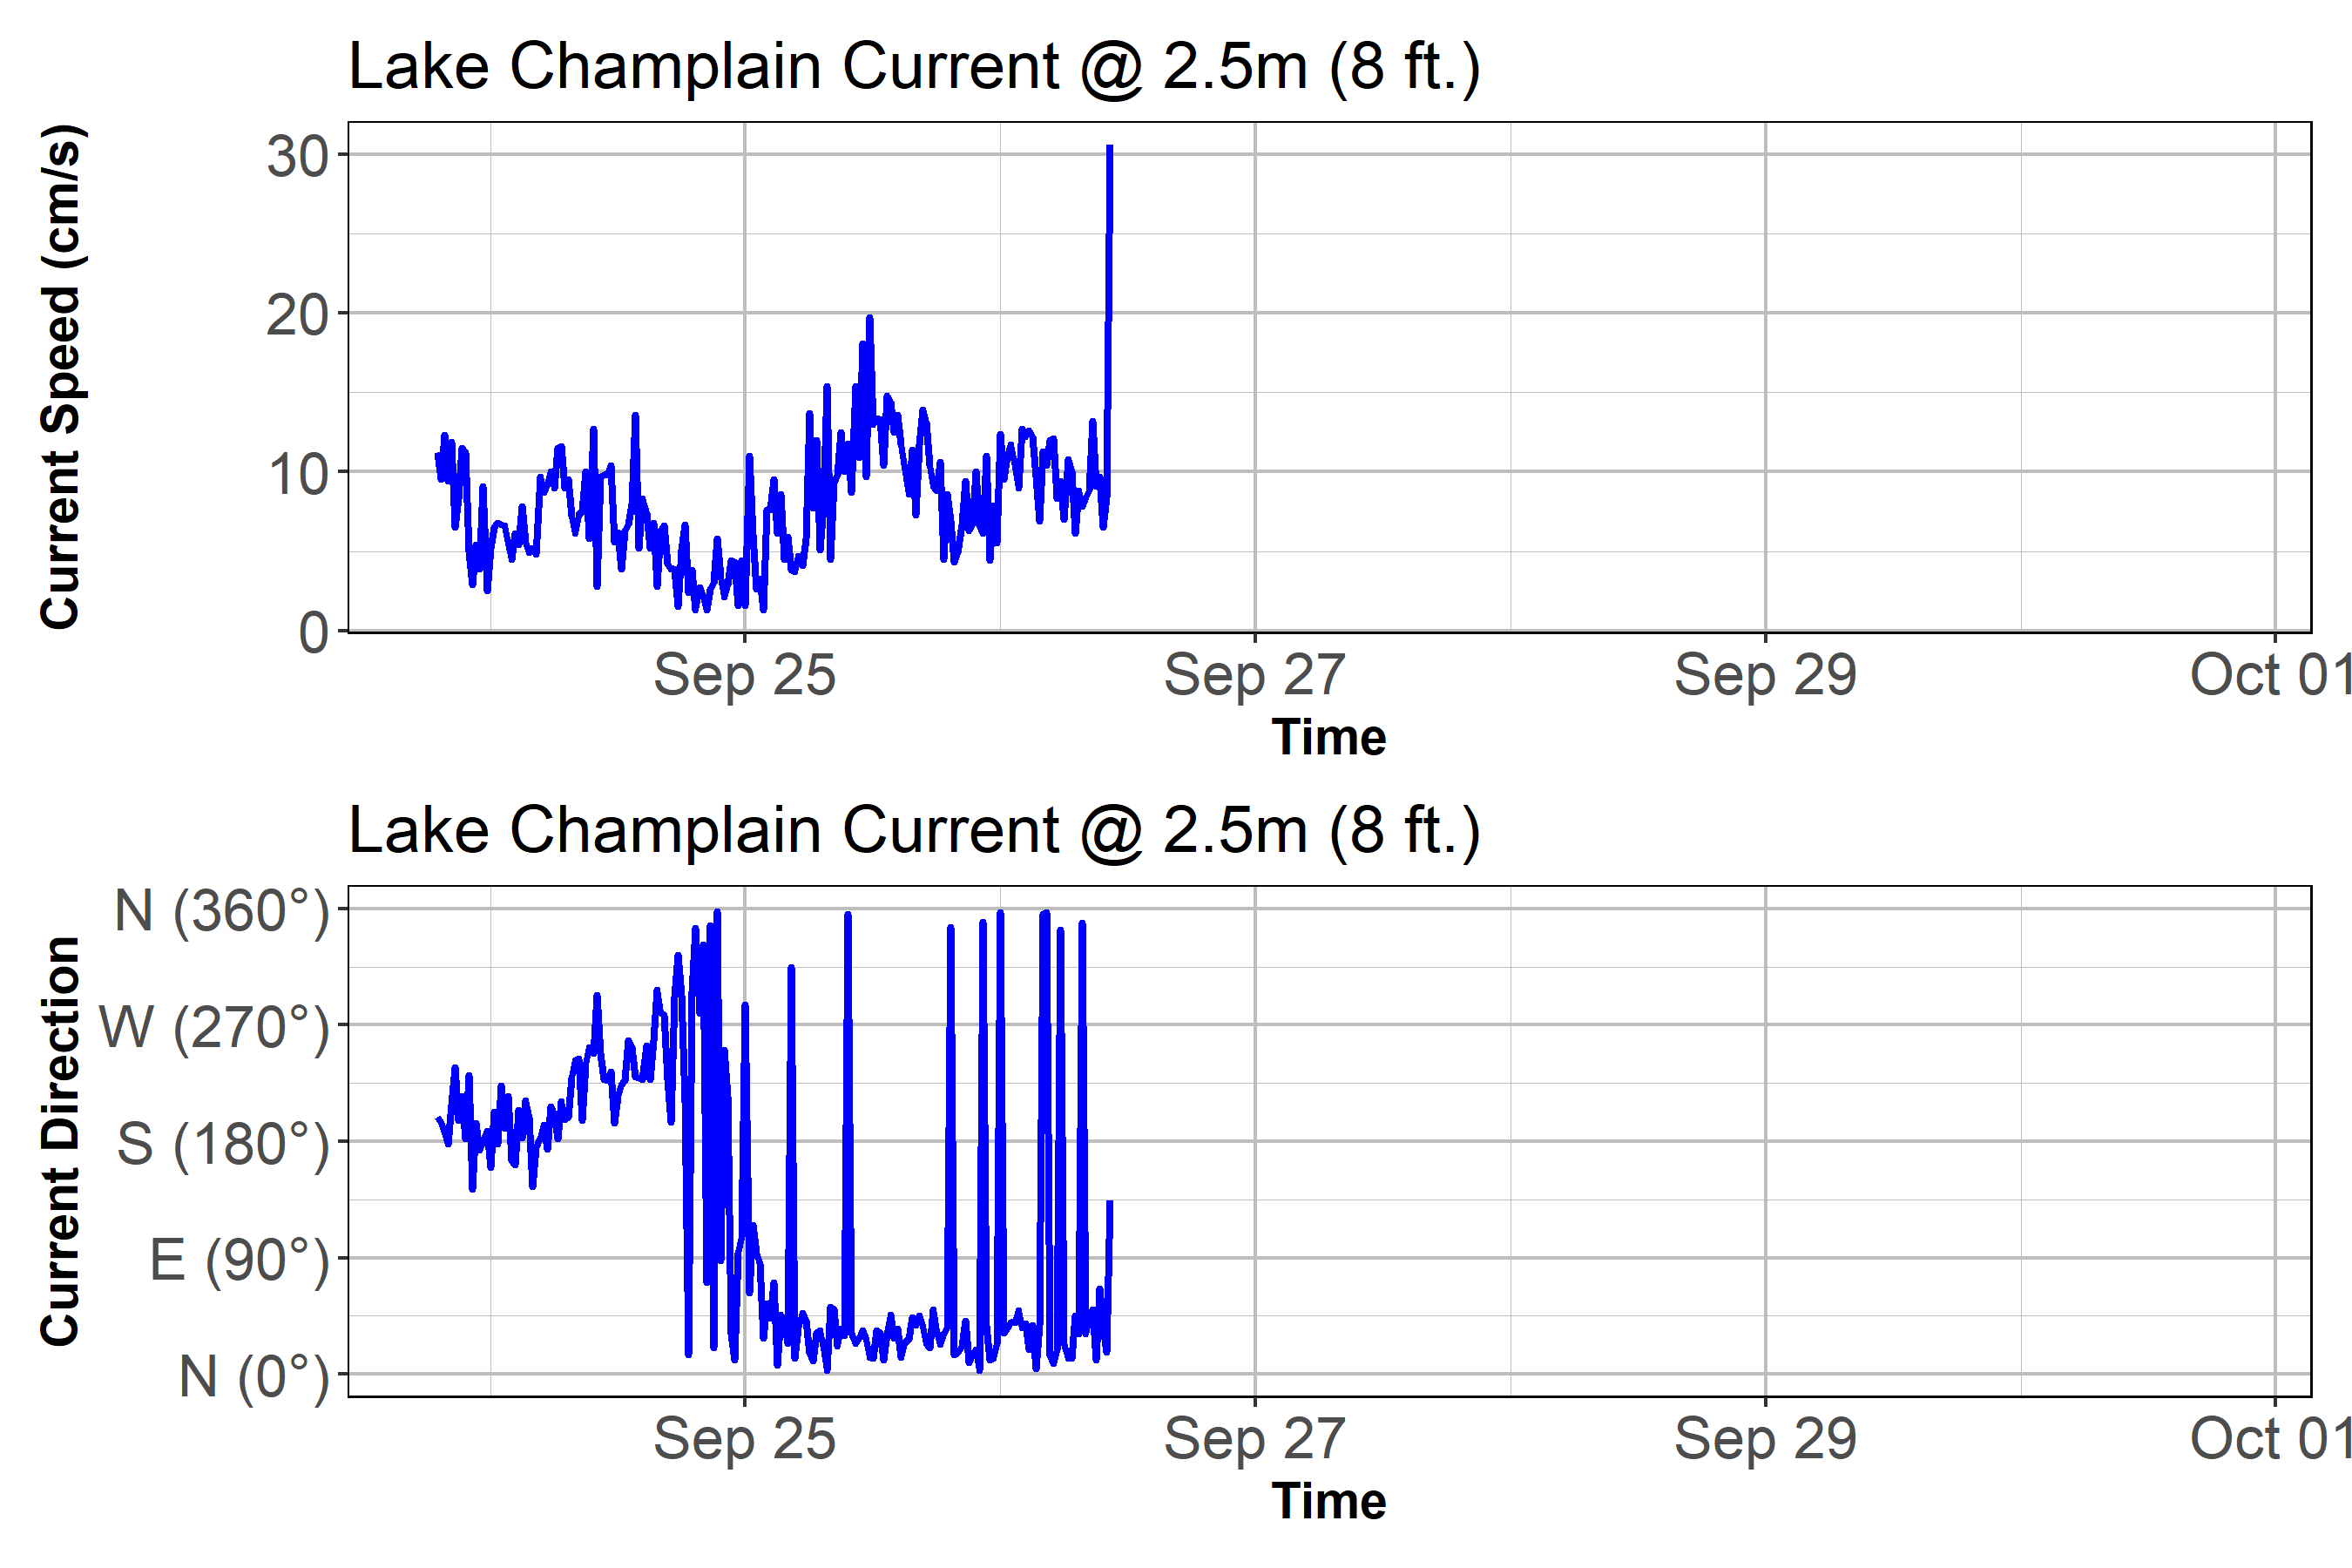 Lake Champlain Current @ 2.5m (8 ft.)
Current Speed (cm/s)
30
20
10
0
Sep 25
Sep 27
Sep 29
Oct 01
Time
Lake Champlain Current @ 2.5m (8 ft.)
Current Direction
N (360°)
W (270°)
S (180°)
E (90°)
N (0°)
Sep 25
Sep 27
Sep 29
Oct 01
Time